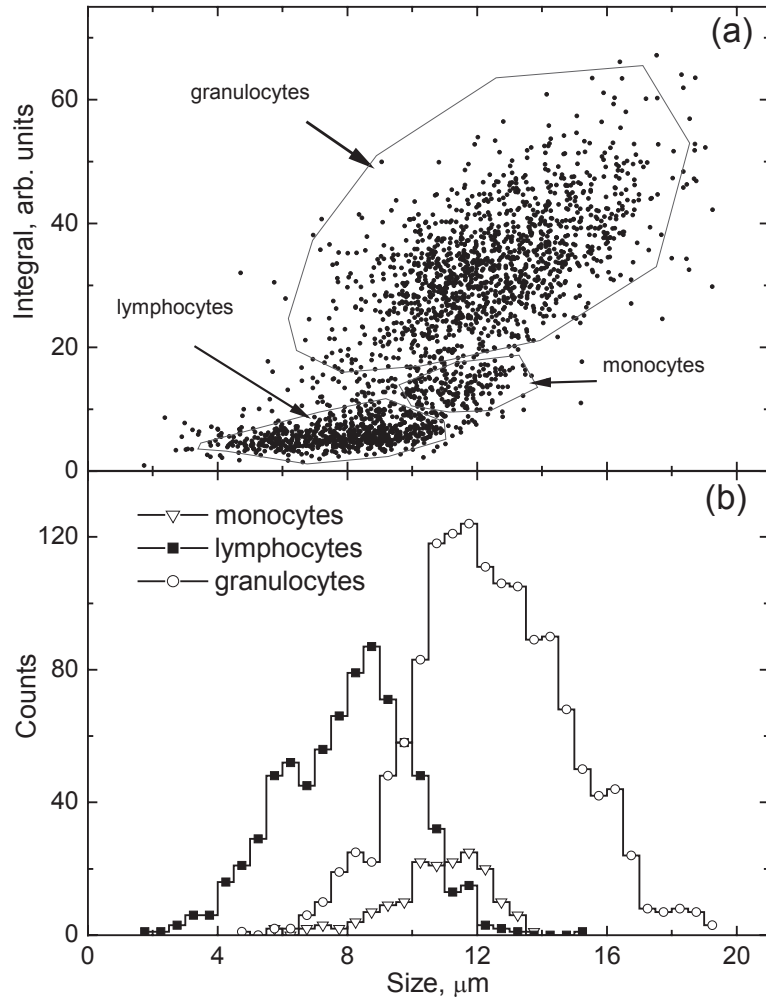 (a)
60
40
20
0
Integral, arb. units
granulocytes
lymphocytes
monocytes
(b)
monocytes
lymphocytes
granulocytes
120
80
40
0
Counts
0 4 8 12 16 20
Size, μm